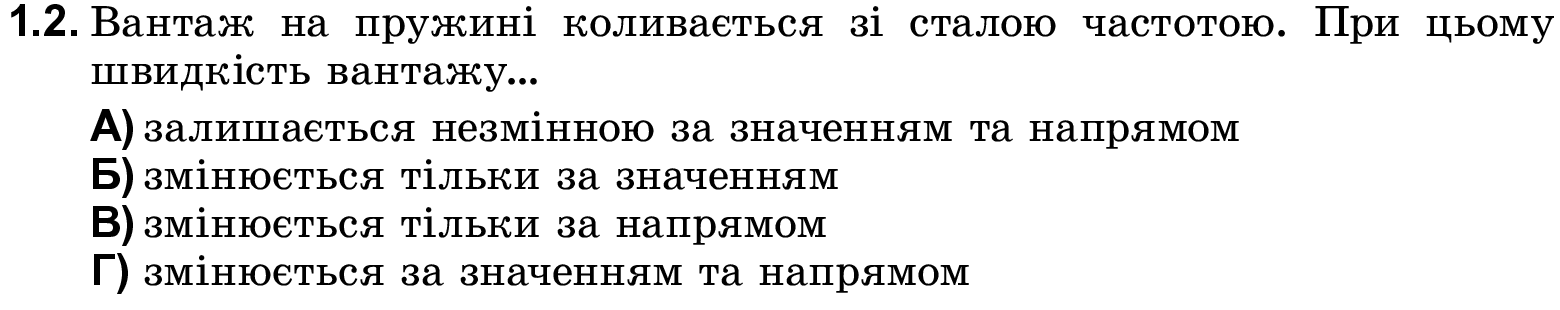 1.2. Вантаж на пружині коливається зі сталою частотою. При цьому
швидкість вантажу...
А) залишається незмінною за значенням та напрямом
Б) змінюється тільки за значенням
В) змінюється тільки за напрямом
Г) змінюється за значенням та напрямом